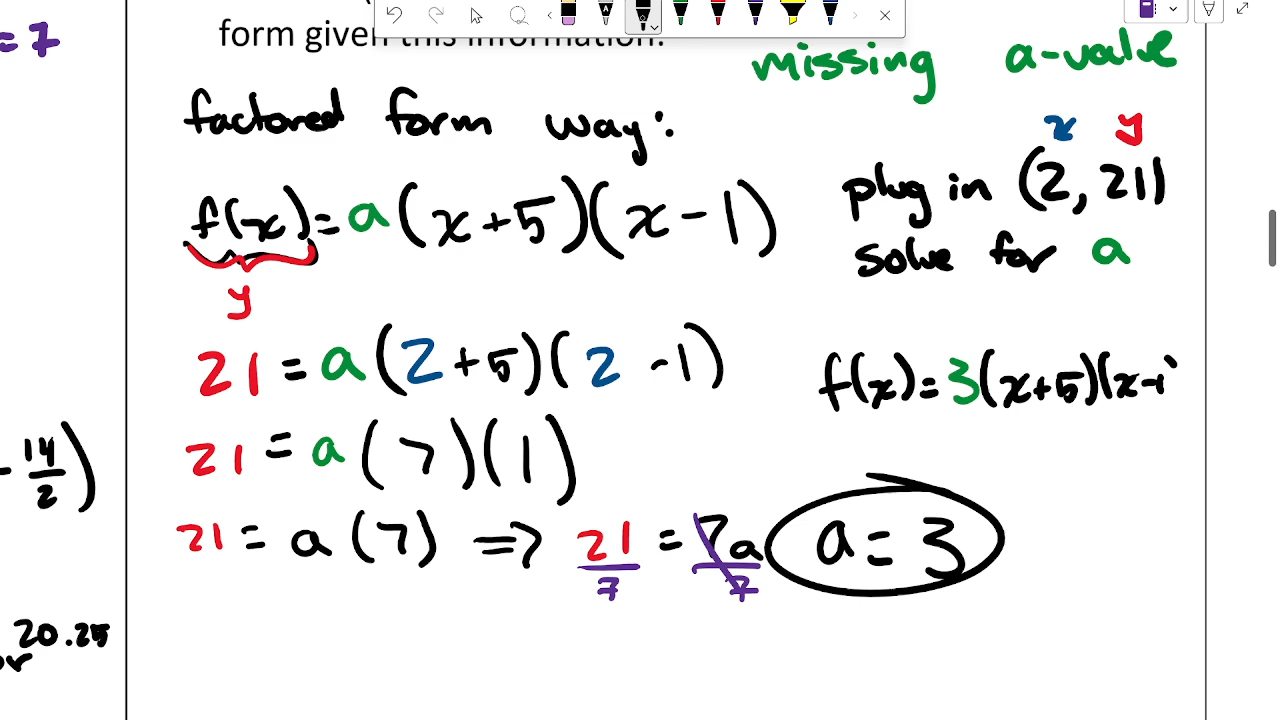 = 7
form given this information.
missing a-value
factored form way:
x y
plug in (2, 21)
f(x) = a(x+5)(x-1)
solve for a
y
21 = a(2+5)(2-1)
f(x) = 3(x+5)(x-1
21 = a(7)(1)
- 14/2)
21 = a(7) => 21/7 = 7a/7 a = 3
20.25
or